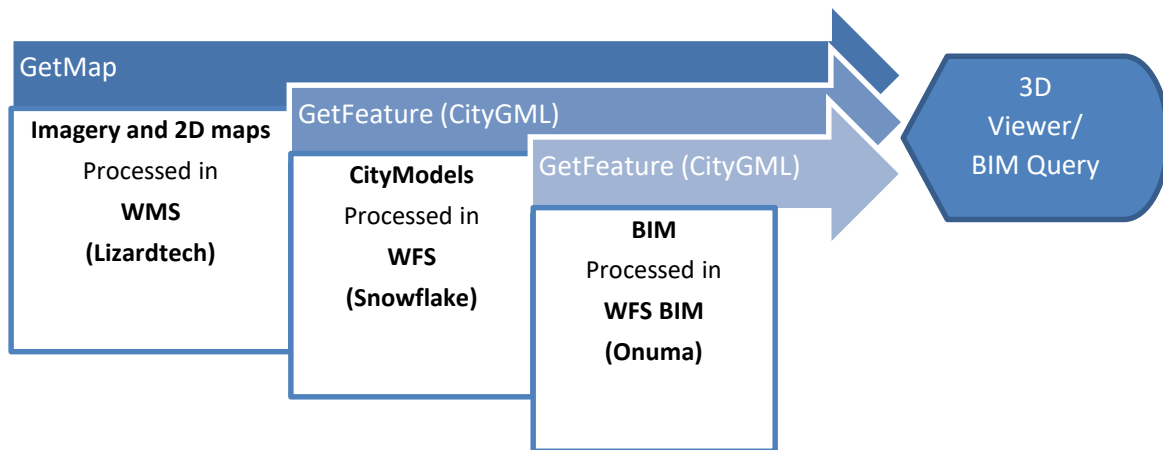 GetMap
Imagery and 2D maps
Processed in
WMS
(Lizardtech)
GetFeature (CityGML)
CityModels
Processed in
WFS
(Snowflake)
GetFeature (CityGML)
BIM
Processed in
WFS BIM
(Onuma)
3D
Viewer/
BIM Query